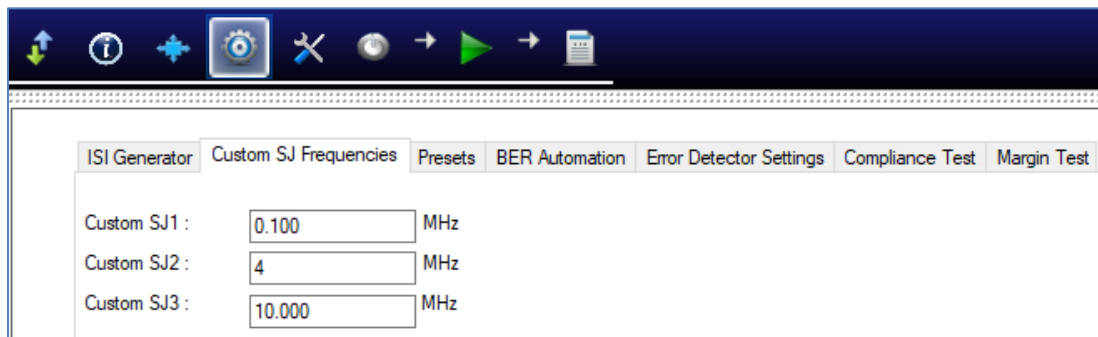 ISI Generator Custom SJ Frequencies Presets BER Automation Error Detector Settings Compliance Test Margin Test
Custom SJ1 : 0.100 MHz
Custom SJ2 : 4 MHz
Custom SJ3 : 10.000 MHz